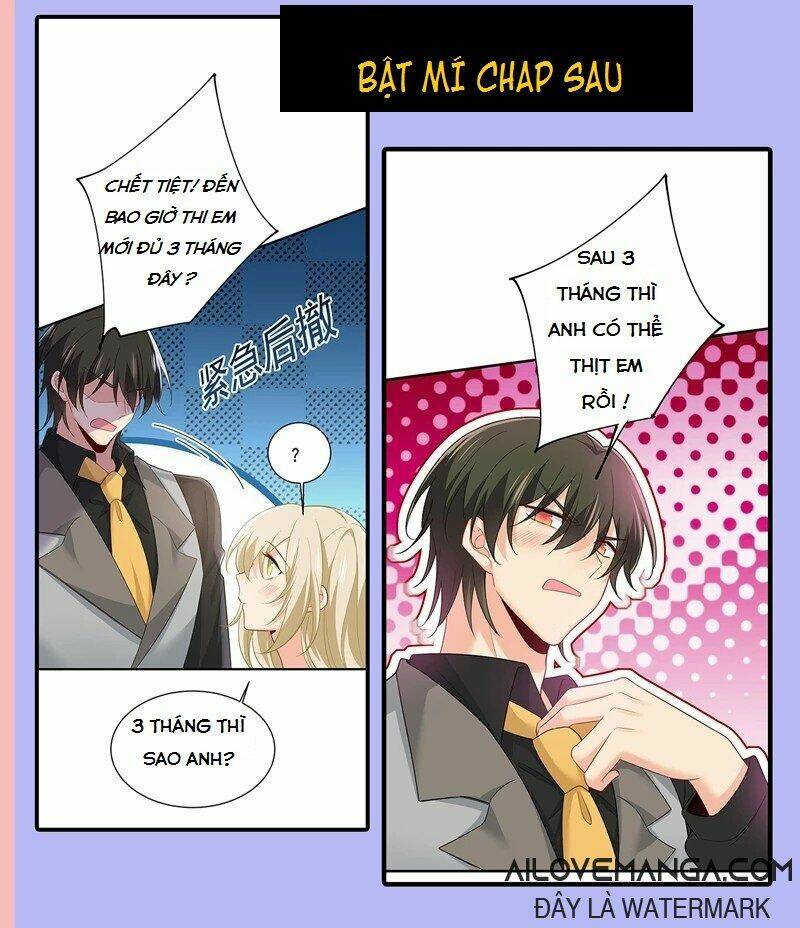 BẬT MÍ CHAP SAU
CHẾT TIỆT! ĐẾN
BAO GIỜ THI EM
MỚI ĐỦ 3 THÁNG
ĐÂY ?
紧急后撤
?
3 THÁNG THÌ
SAO ANH?
SAU 3
THÁNG THÌ
ANH CÓ THỂ
THỊT EM
RỒI !
AILOVEMANGA.COM
ĐÂY LÀ WATERMARK